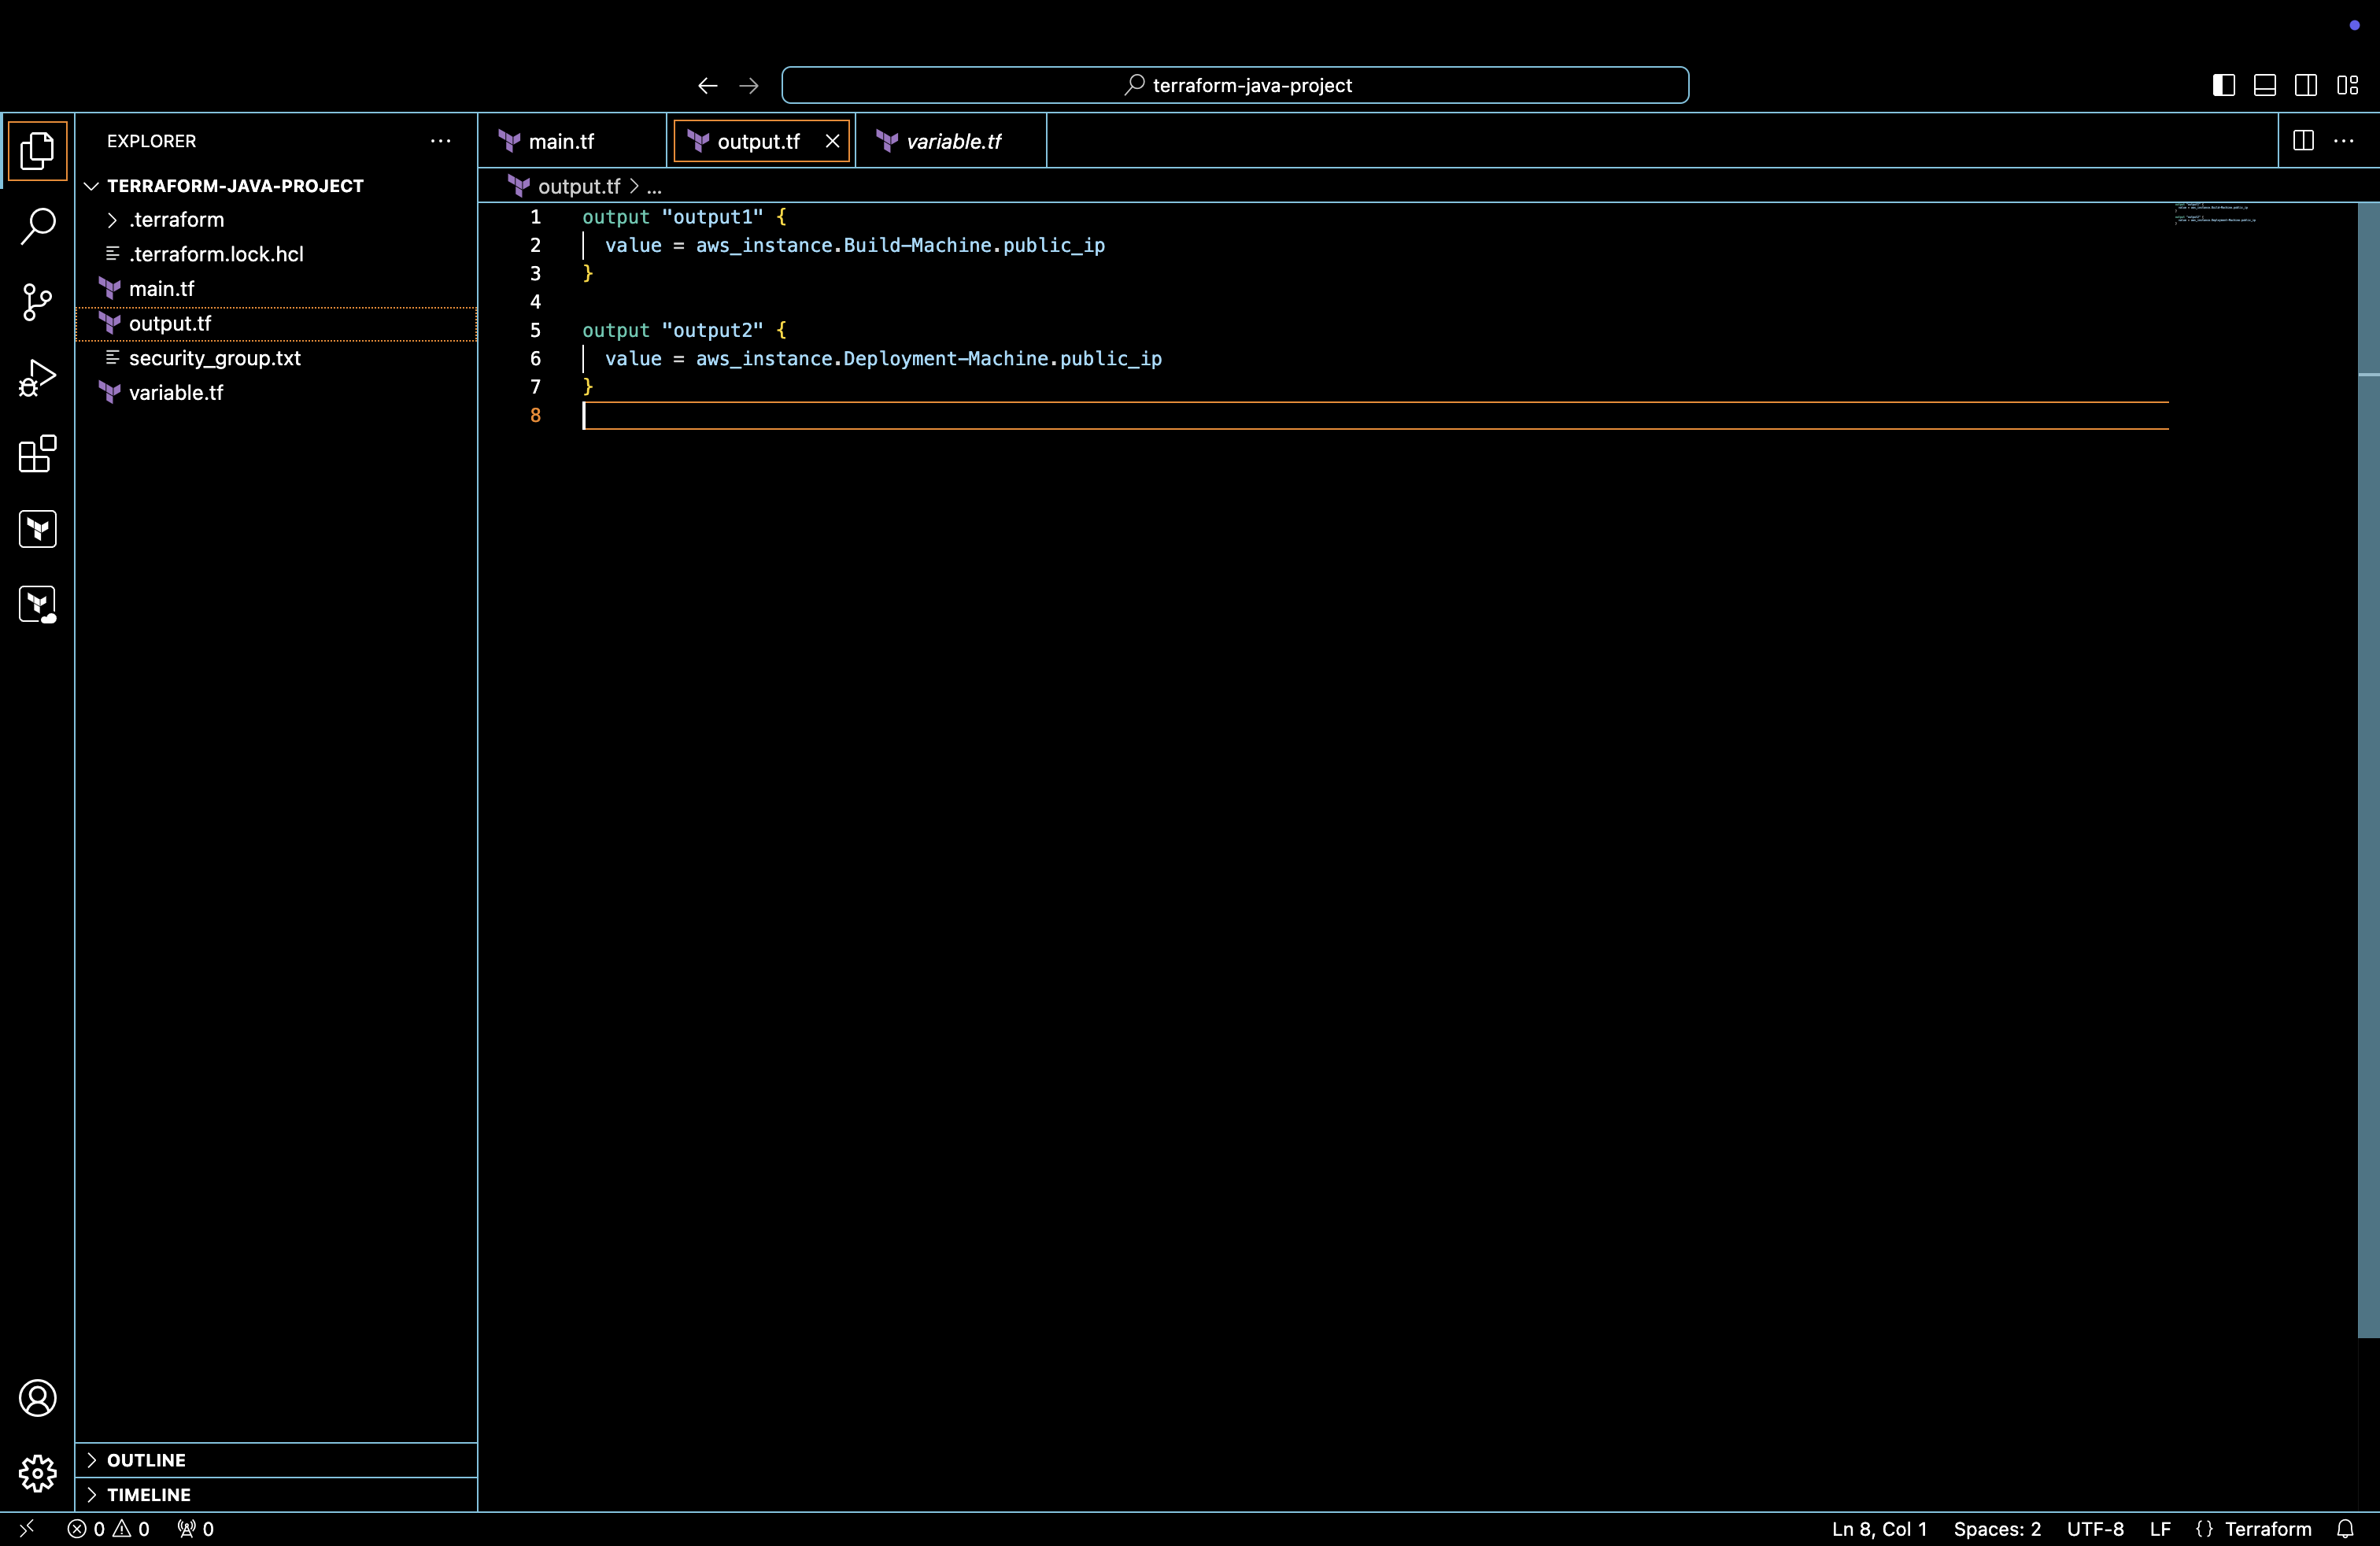 terraform-java-project
EXPLORER
TERRAFORM-JAVA-PROJECT
.terraform
.terraform.lock.hcl
main.tf
output.tf
security_group.txt
variable.tf
OUTLINE
TIMELINE
main.tf
output.tf
variable.tf
output.tf > ...
1 output "output1" {
2 value = aws_instance.Build-Machine.public_ip
3 }
4
5 output "output2" {
6 value = aws_instance.Deployment-Machine.public_ip
7 }
8
0 0 0
Ln 8, Col 1 Spaces: 2 UTF-8 LF {} Terraform